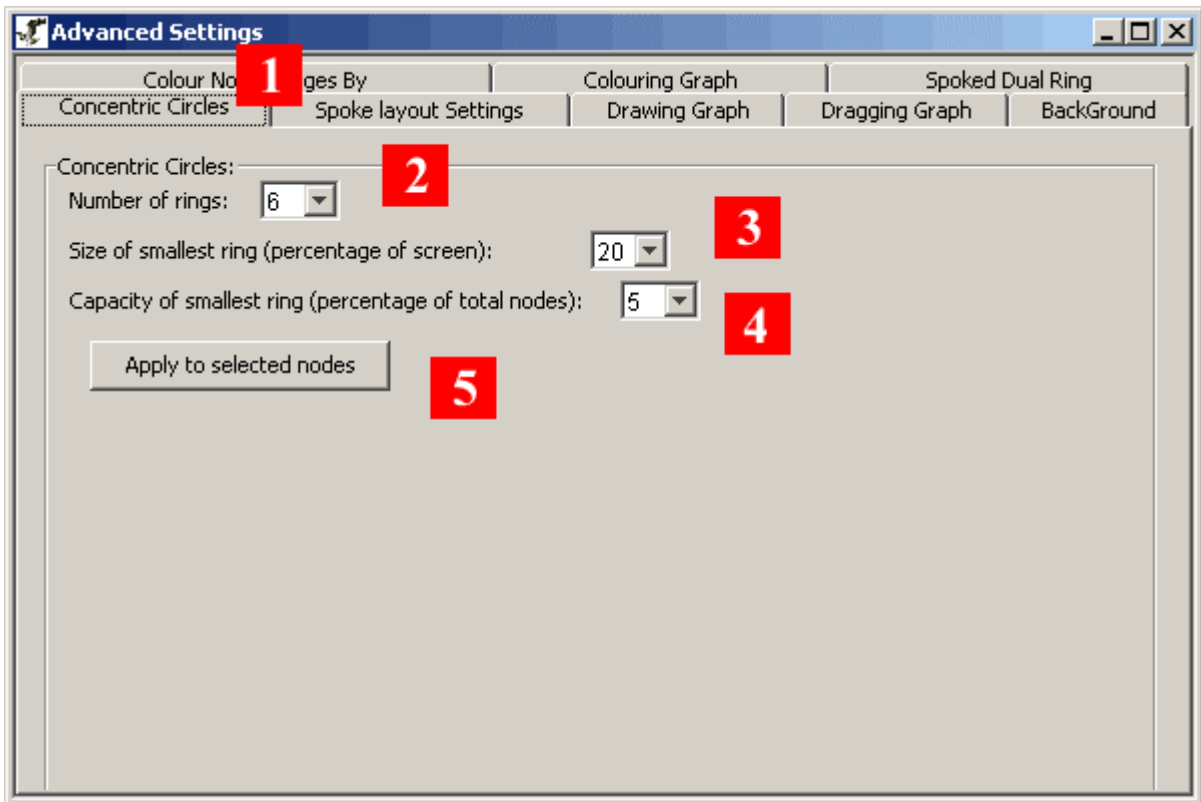 Advanced Settings
1
Colour No ges By Colouring Graph Spoked Dual Ring
Concentric Circles Spoke layout Settings Drawing Graph Dragging Graph BackGround
Concentric Circles:
2
Number of rings: 6
3
Size of smallest ring (percentage of screen): 20
Capacity of smallest ring (percentage of total nodes): 5
4
Apply to selected nodes
5